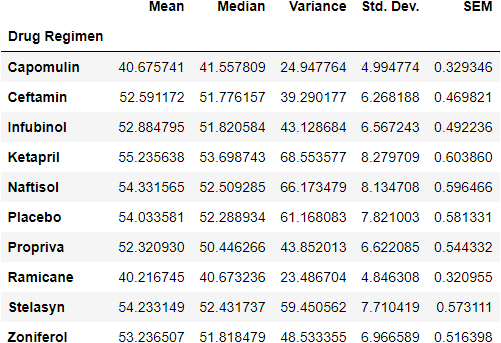 Mean Median Variance Std. Dev. SEM
Drug Regimen
Capomulin 40.675741 41.557809 24.947764 4.994774 0.329346
Ceftamin 52.591172 51.776157 39.290177 6.268188 0.469821
Infubinol 52.884795 51.820584 43.128684 6.567243 0.492236
Ketapril 55.235638 53.698743 68.553577 8.279709 0.603860
Naftisol 54.331565 52.509285 66.173479 8.134708 0.596466
Placebo 54.033581 52.288934 61.168083 7.821003 0.581331
Propriva 52.320930 50.446266 43.852013 6.622085 0.544332
Ramicane 40.216745 40.673236 23.486704 4.846308 0.320955
Stelasyn 54.233149 52.431737 59.450562 7.710419 0.573111
Zoniferol 53.236507 51.818479 48.533355 6.966589 0.516398